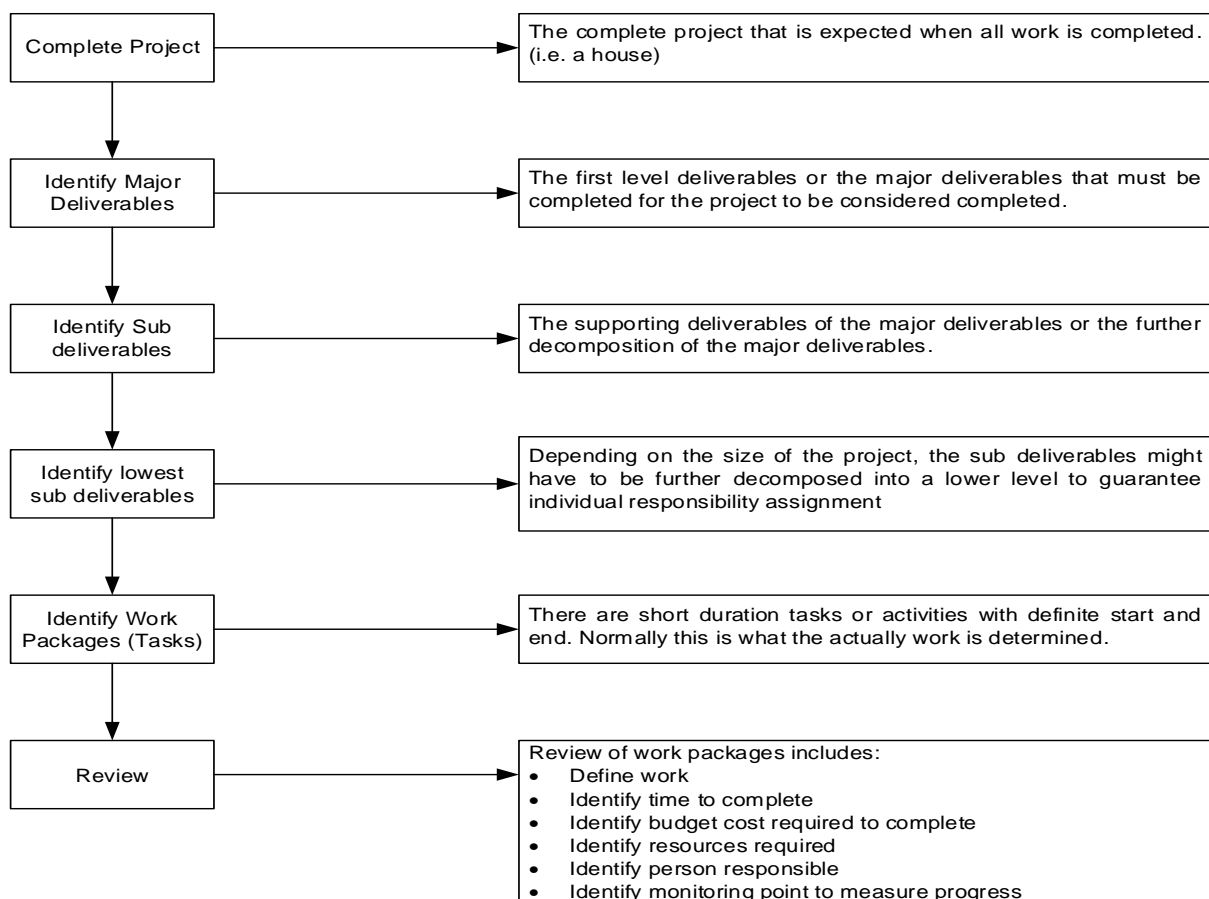 Complete Project
The complete project that is expected when all work is completed.
(i.e. a house)
Identify Major
Deliverables
The first level deliverables or the major deliverables that must be
completed for the project to be considered completed.
Identify Sub
deliverables
The supporting deliverables of the major deliverables or the further
decomposition of the major deliverables.
Identify lowest
sub deliverables
Depending on the size of the project, the sub deliverables might
have to be further decomposed into a lower level to guarantee
individual responsibility assignment
Identify Work
Packages (Tasks)
There are short duration tasks or activities with definite start and
end. Normally this is what the actually work is determined.
Review
Review of work packages includes:
• Define work
• Identify time to complete
• Identify budget cost required to complete
• Identify resources required
• Identify person responsible
• Identify monitoring point to measure progress